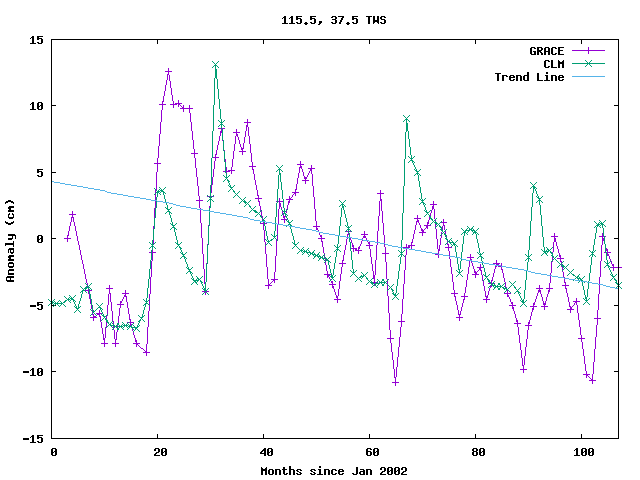 115.5, 37.5 TWS
GRACE
CLM
Trend Line
15
10
5
0
-5
-10
-15
Anomaly (cm)
0 20 40 60 80 100
Months since Jan 2002